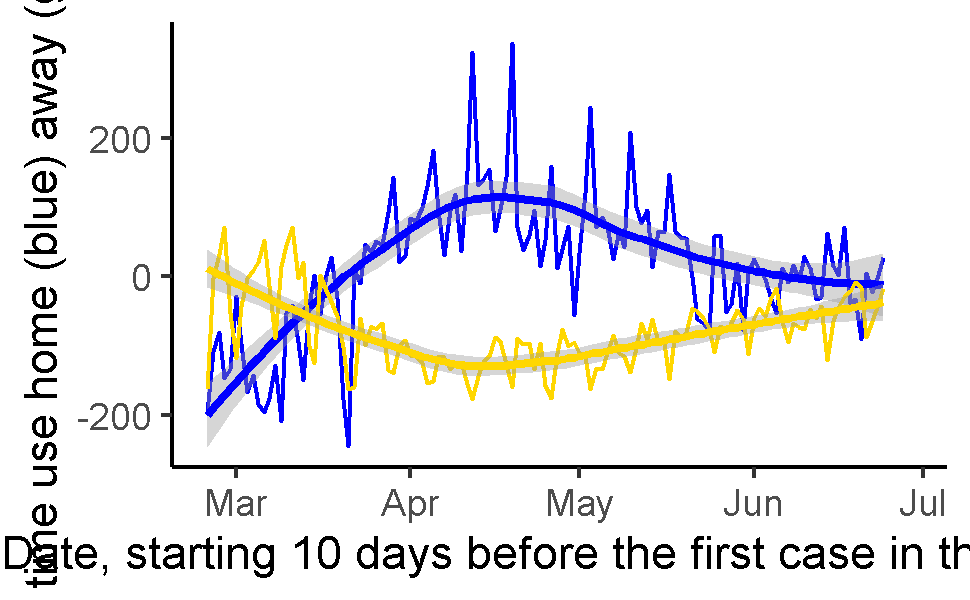 time use home (blue) away (
200
0
-200
Mar Apr May Jun Jul
Date, starting 10 days before the first case in th